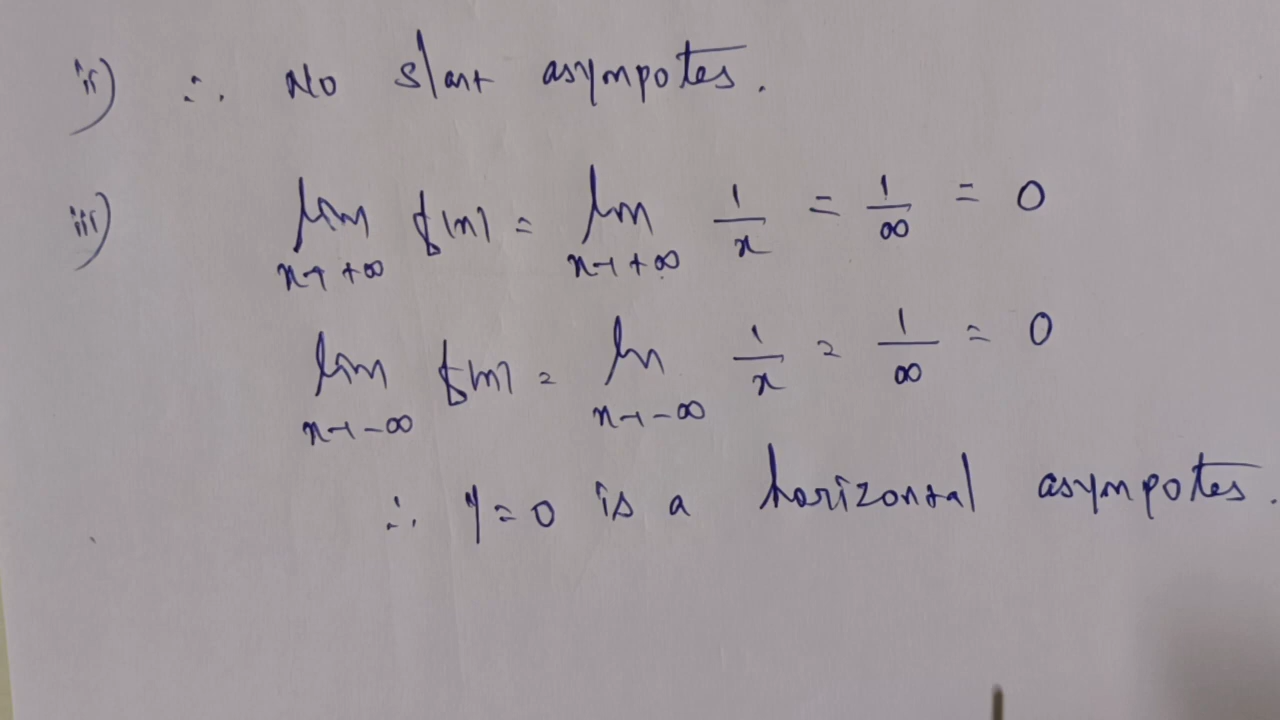 ii) ∴ No slant asympotes.
iii) lim x→+∞ f(x) = lim x→+∞ 1/x = 1/∞ = 0
lim x→-∞ f(x) = lim x→-∞ 1/x = 1/∞ = 0
∴ y=0 is a horizontal asympotes.